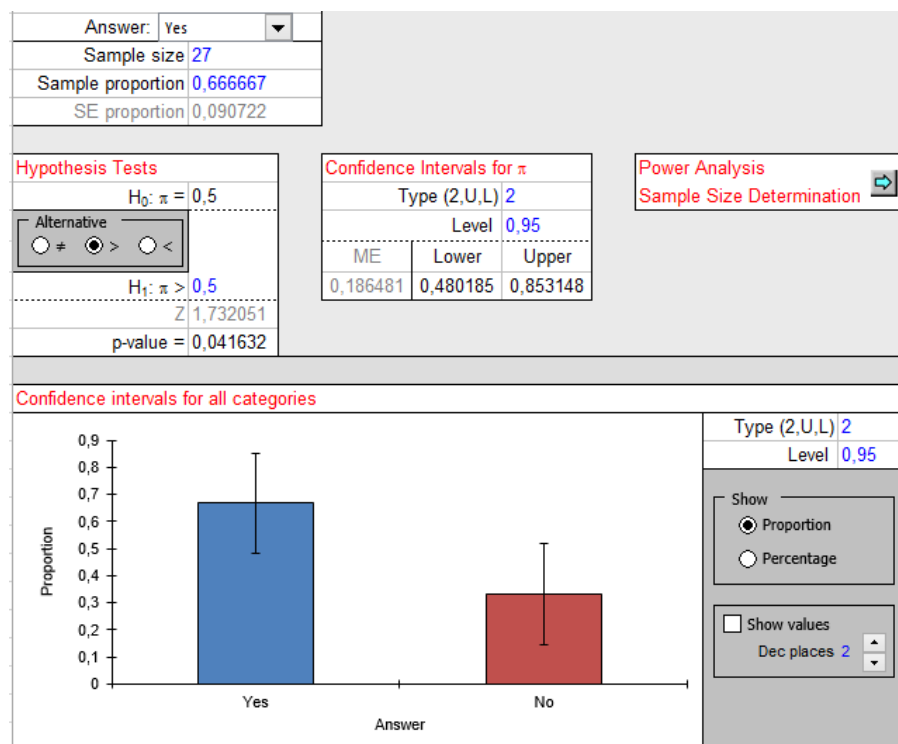 Answer: Yes
Sample size 27
Sample proportion 0,666667
SE proportion 0,090722
Hypothesis Tests
H₀: π = 0,5
Alternative
≠ > <
H₁: π > 0,5
Z 1,732051
p-value = 0,041632
Confidence Intervals for π
Type (2,U,L) 2
Level 0,95
ME Lower Upper
0,186481 0,480185 0,853148
Power Analysis
Sample Size Determination
Confidence intervals for all categories
Proportion
0,9
0,8
0,7
0,6
0,5
0,4
0,3
0,2
0,1
0
Yes No
Answer
Type (2,U,L) 2
Level 0,95
Show
Proportion
Percentage
Show values
Dec places 2